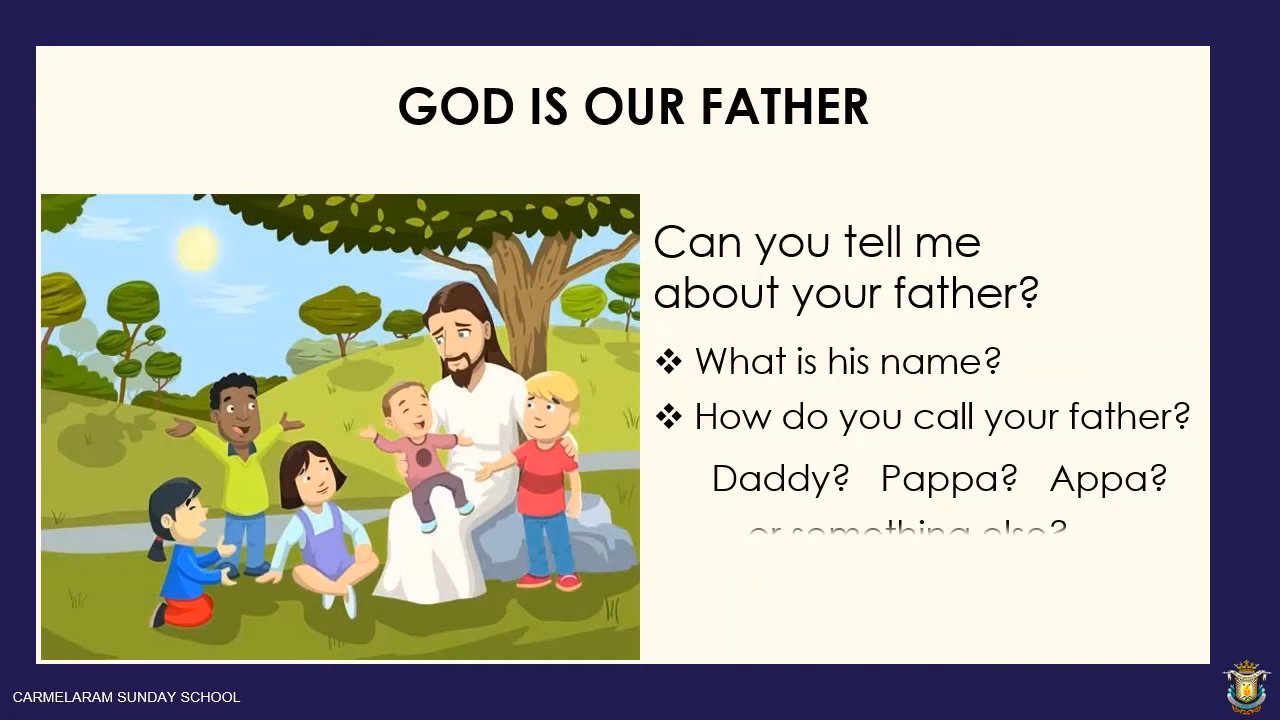 GOD IS OUR FATHER
Can you tell me
about your father?
❖ What is his name?
❖ How do you call your father?
Daddy? Pappa? Appa?
or something else?
CARMELARAM SUNDAY SCHOOL